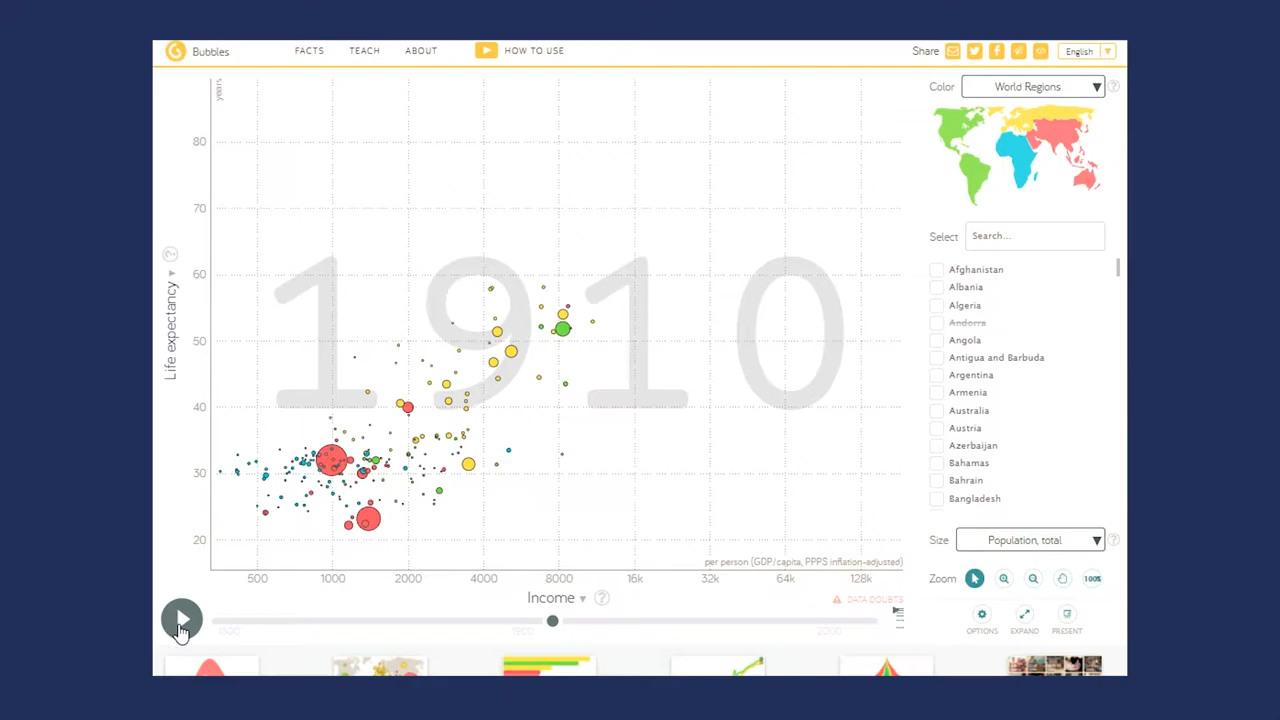 Bubbles
FACTS TEACH ABOUT HOW TO USE
Share English
Color World Regions
years
80
70
60
50
40
30
20
1910
Life expectancy
Select Search...
Afghanistan
Albania
Algeria
Andorra
Angola
Antigua and Barbuda
Argentina
Armenia
Australia
Austria
Azerbaijan
Bahamas
Bahrain
Bangladesh
per person (GDP/capita, PPP$ inflation-adjusted)
500 1000 2000 4000 8000 16k 32k 64k 128k
Income
DATA DOUBTS
Size Population, total
Zoom 100%
OPTIONS EXPAND PRESENT
1800 1900 2000